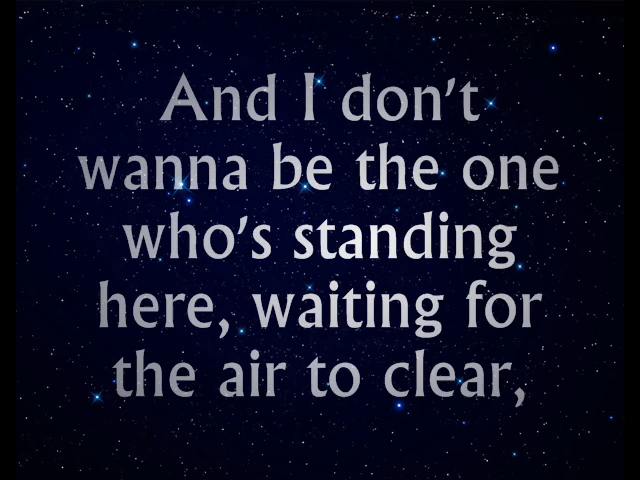 And I don't
wanna be the one
who's standing
here, waiting for
the air to clear,